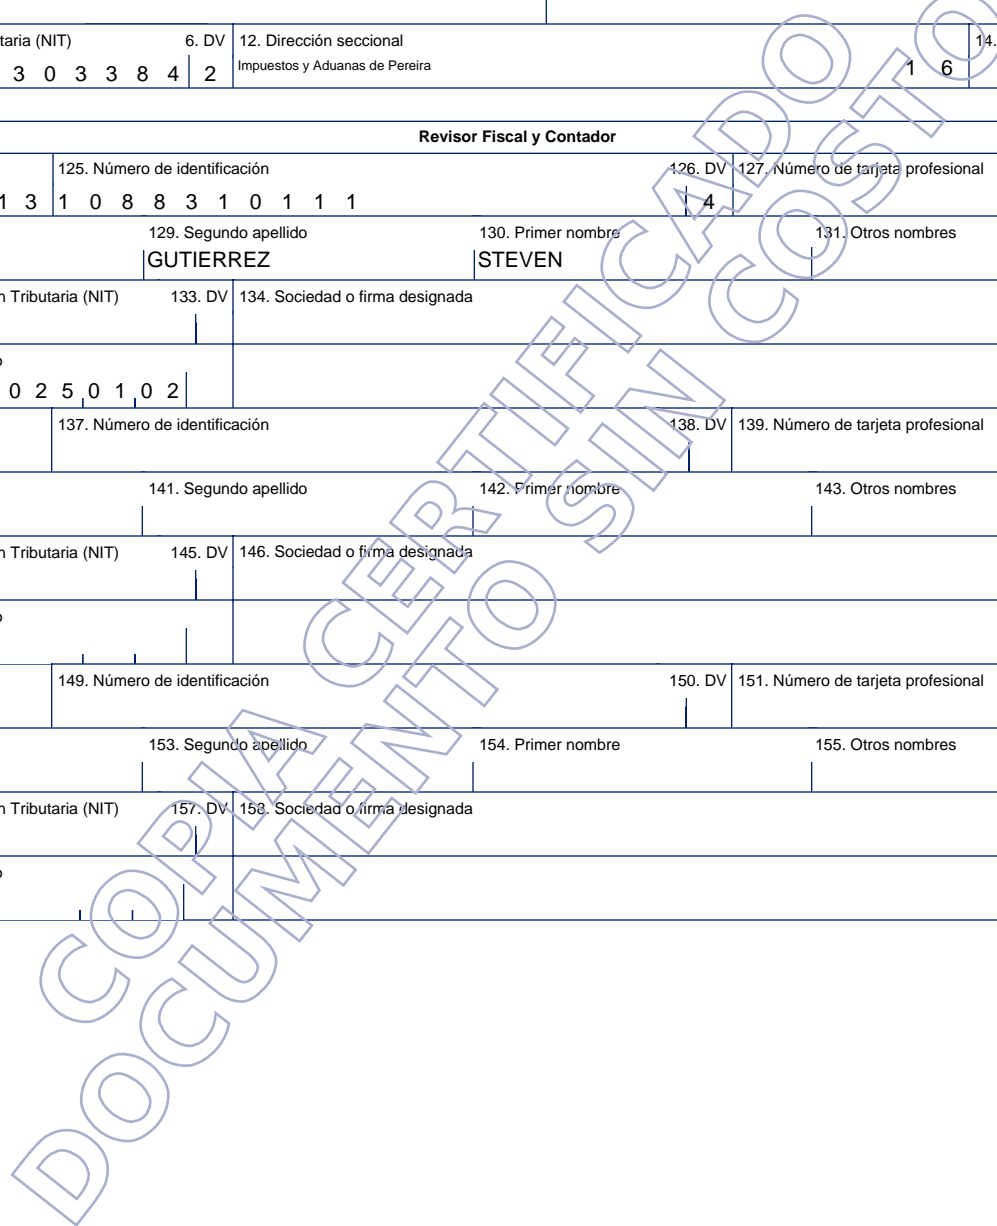 taria (NIT) 6. DV 12. Dirección seccional 14.
3 0 3 3 8 4 2 Impuestos y Aduanas de Pereira 1 6
Revisor Fiscal y Contador
125. Número de identificación 126. DV 127. Número de tarjeta profesional
1 3 1 0 8 8 3 1 0 1 1 1 4
129. Segundo apellido 130. Primer nombre 131. Otros nombres
GUTIERREZ STEVEN
n Tributaria (NIT) 133. DV 134. Sociedad o firma designada
o
0 2 5 0 1 0 2
137. Número de identificación 138. DV 139. Número de tarjeta profesional
141. Segundo apellido 142. Primer nombre 143. Otros nombres
n Tributaria (NIT) 145. DV 146. Sociedad o firma designada
o
149. Número de identificación 150. DV 151. Número de tarjeta profesional
153. Segundo apellido 154. Primer nombre 155. Otros nombres
n Tributaria (NIT) 157. DV 158. Sociedad o firma designada
o
COPIA CERTIFICADO
DOCUMENTO SIN COSTO